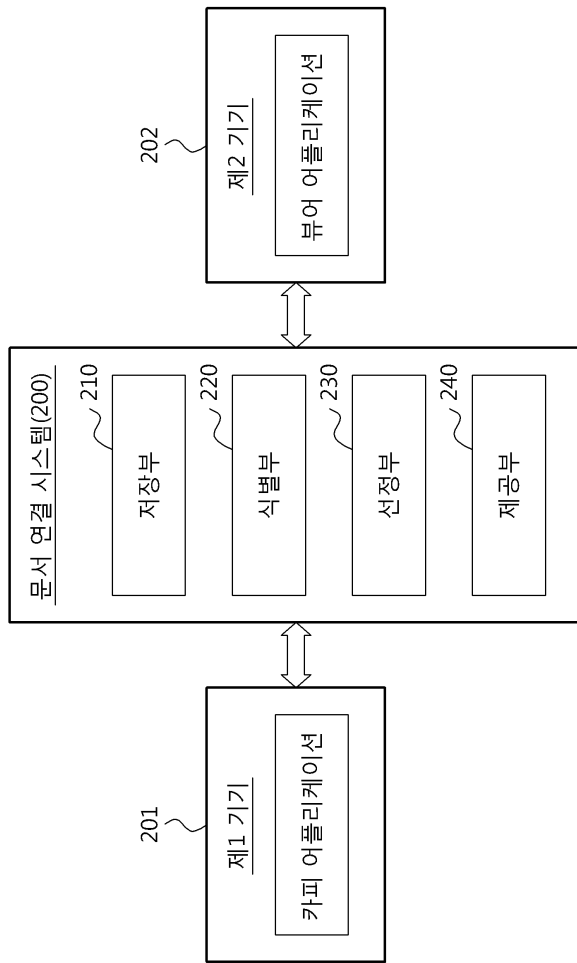 201
제1 기기
카피 어플리케이션
문서 연결 시스템(200)
210
저장부
220
식별부
230
선정부
240
제공부
202
제2 기기
뷰어 어플리케이션